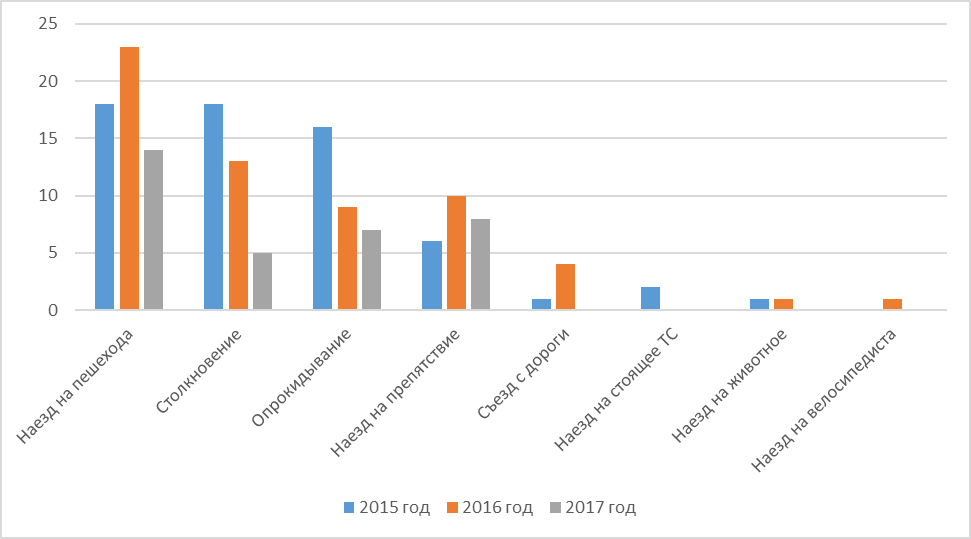 25
20
15
10
5
0
Наезд на пешехода
Столкновение
Опрокидывание
Наезд на препятствие
Съезд с дороги
Наезд на стоящее ТС
Наезд на животное
Наезд на велосипедиста
2015 год 2016 год 2017 год